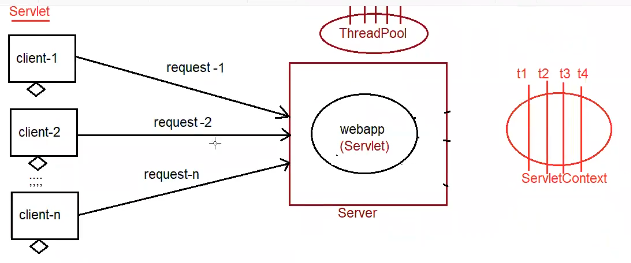 Servlet
ThreadPool
client-1
request -1
t1 t2 t3 t4
client-2
request -2
webapp
(Servlet)
;;;;
request-n
ServletContext
client-n
Server